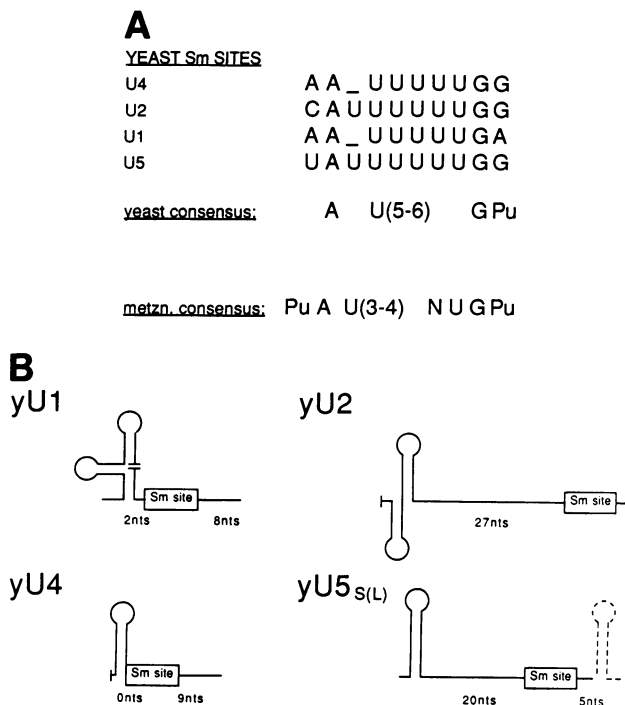 A
YEAST Sm SITES
U4 A A _ U U U U U G G
U2 C A U U U U U U G G
U1 A A _ U U U U U G A
U5 U A U U U U U U G G
yeast consensus: A U(5-6) G Pu
metzn. consensus: Pu A U(3-4) N U G Pu
B
yU1
Sm site
2nts 8nts
yU2
Sm site
27nts
yU4
Sm site
0nts 9nts
yU5 S(L)
Sm site
20nts 5nts